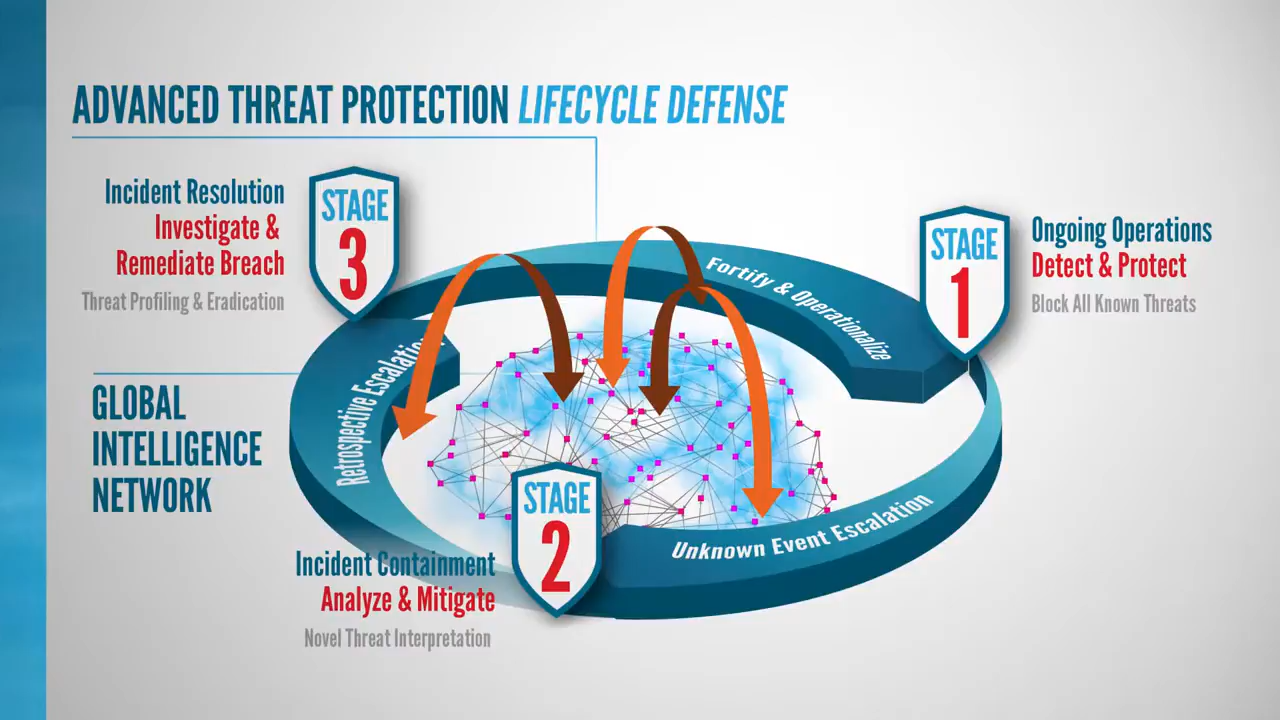 ADVANCED THREAT PROTECTION LIFECYCLE DEFENSE
Incident Resolution
Investigate &
Remediate Breach
Threat Profiling & Eradication
STAGE
3
STAGE
1
Ongoing Operations
Detect & Protect
Block All Known Threats
Fortify & Operationalize
Retrospective Escalation
GLOBAL
INTELLIGENCE
NETWORK
STAGE
2
Incident Containment
Analyze & Mitigate
Novel Threat Interpretation
Unknown Event Escalation